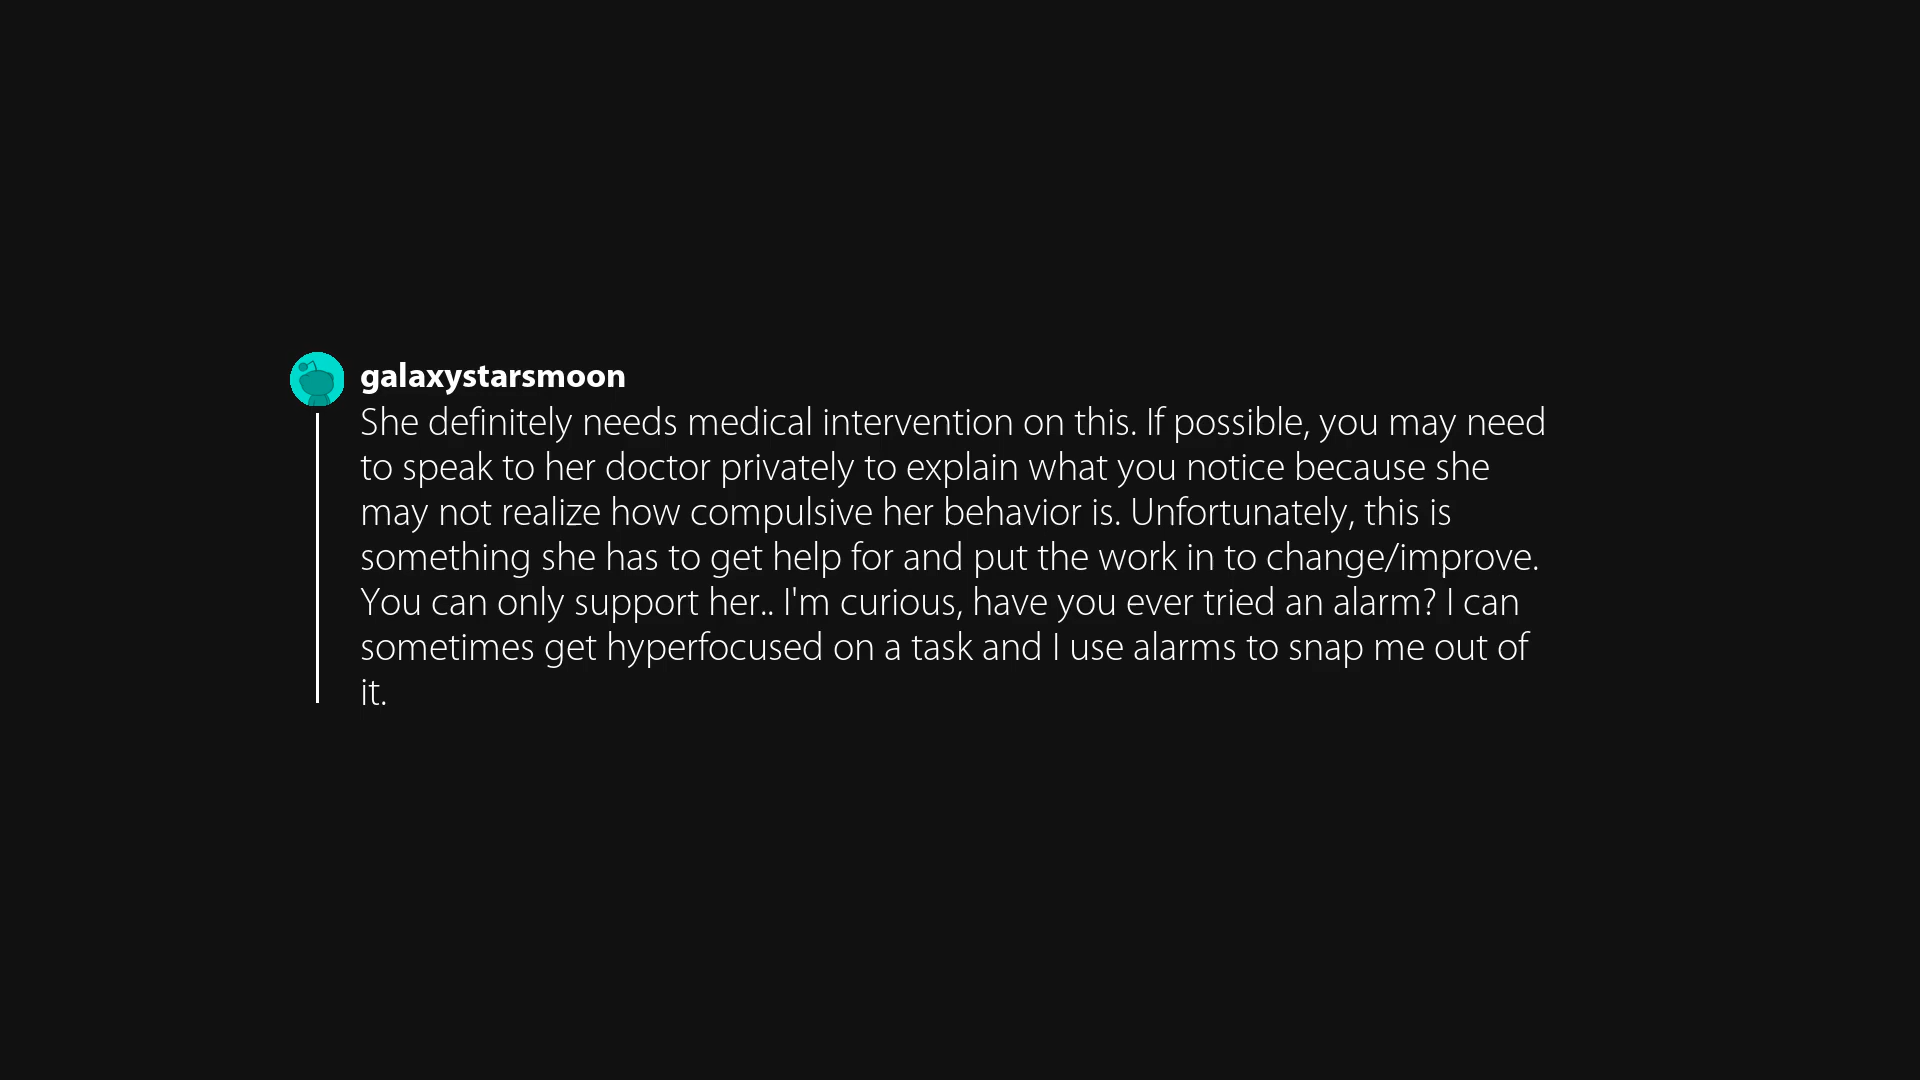 galaxystarsmoon
She definitely needs medical intervention on this. If possible, you may need
to speak to her doctor privately to explain what you notice because she
may not realize how compulsive her behavior is. Unfortunately, this is
something she has to get help for and put the work in to change/improve.
You can only support her.. I'm curious, have you ever tried an alarm? I can
sometimes get hyperfocused on a task and I use alarms to snap me out of
it.